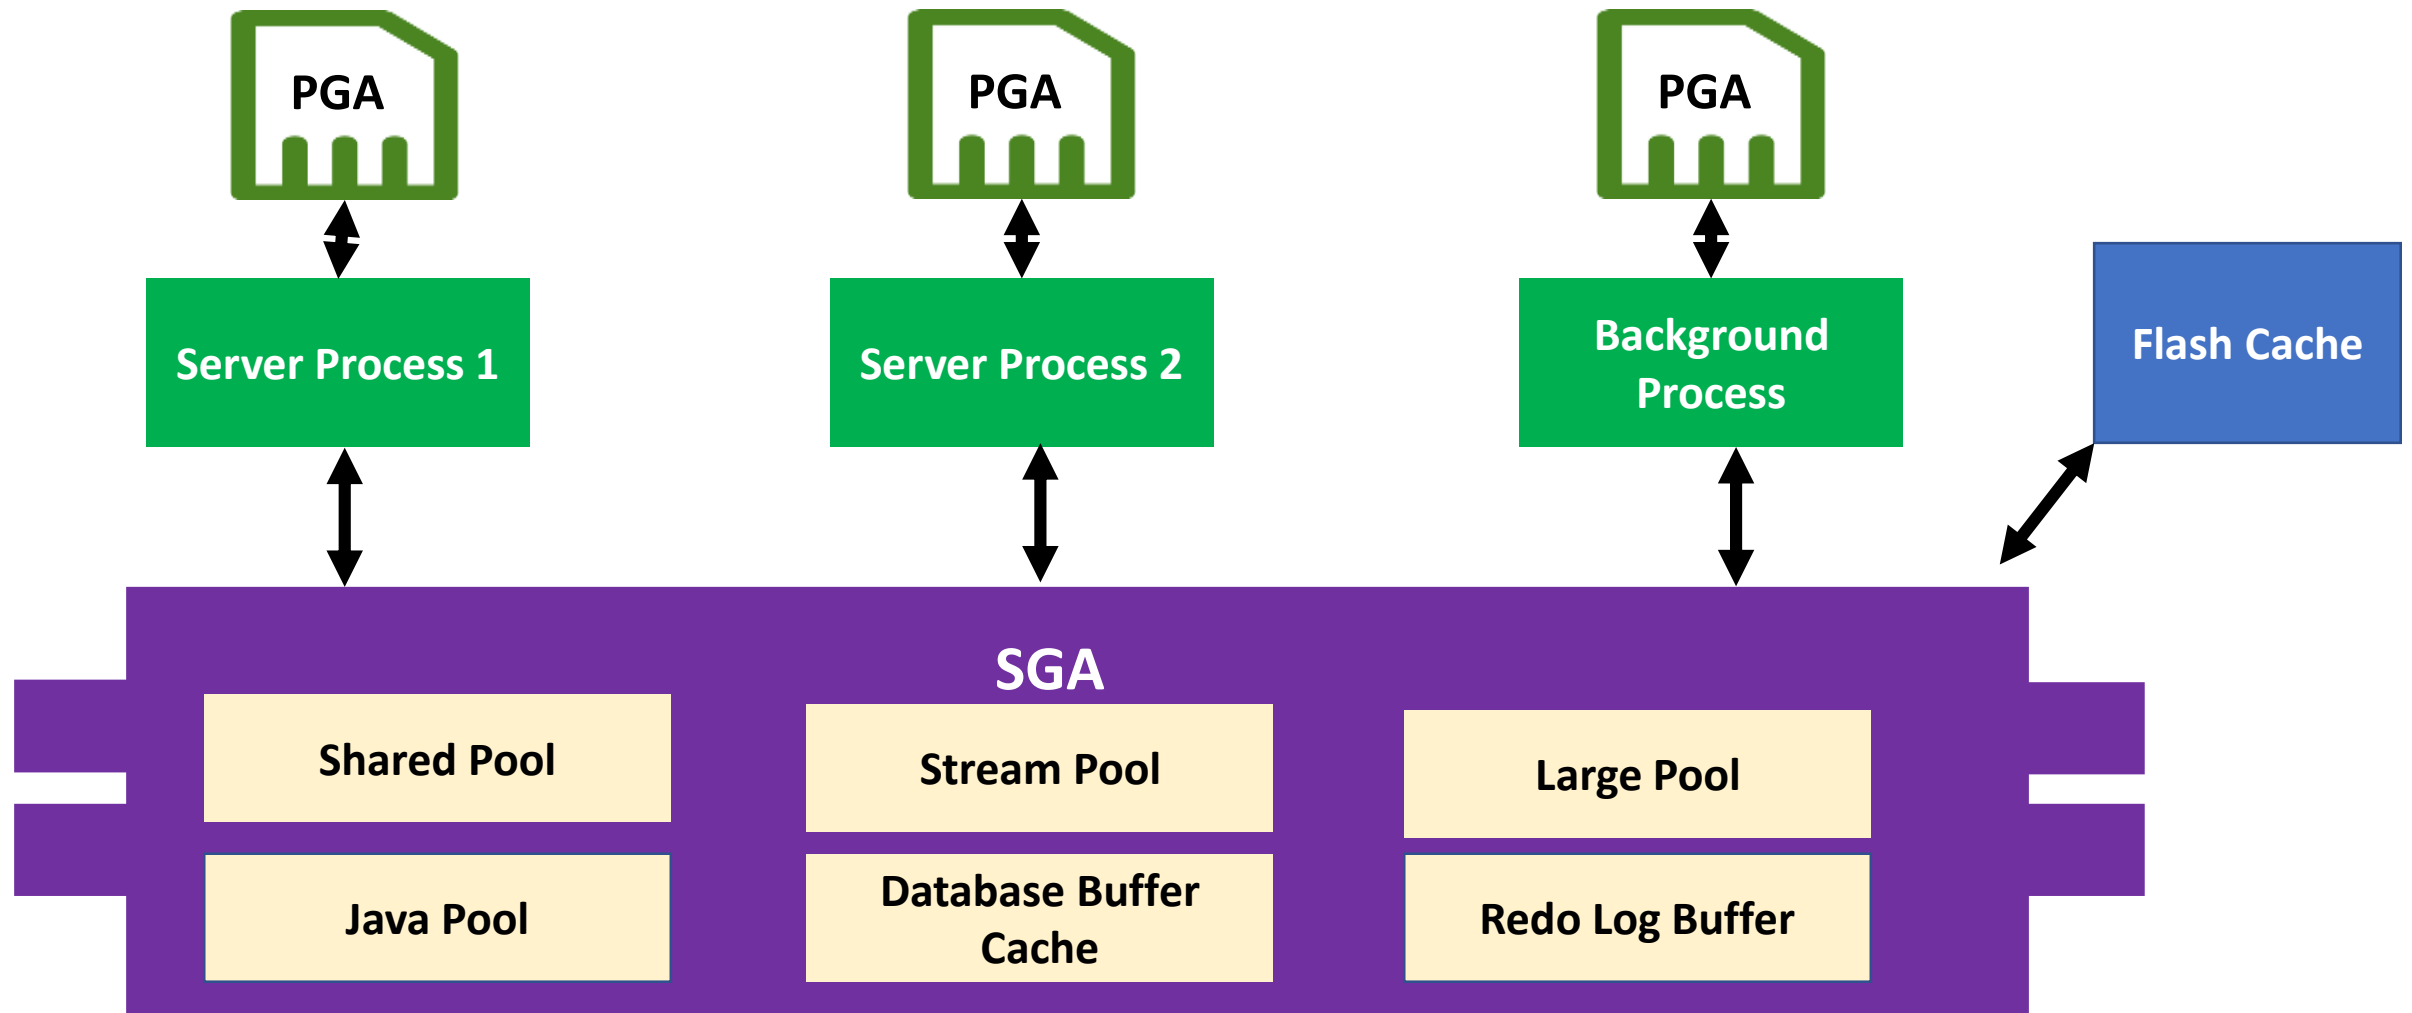 PGA
PGA
PGA
Server Process 1
Server Process 2
Background
Process
Flash Cache
SGA
Shared Pool
Stream Pool
Large Pool
Java Pool
Database Buffer
Cache
Redo Log Buffer